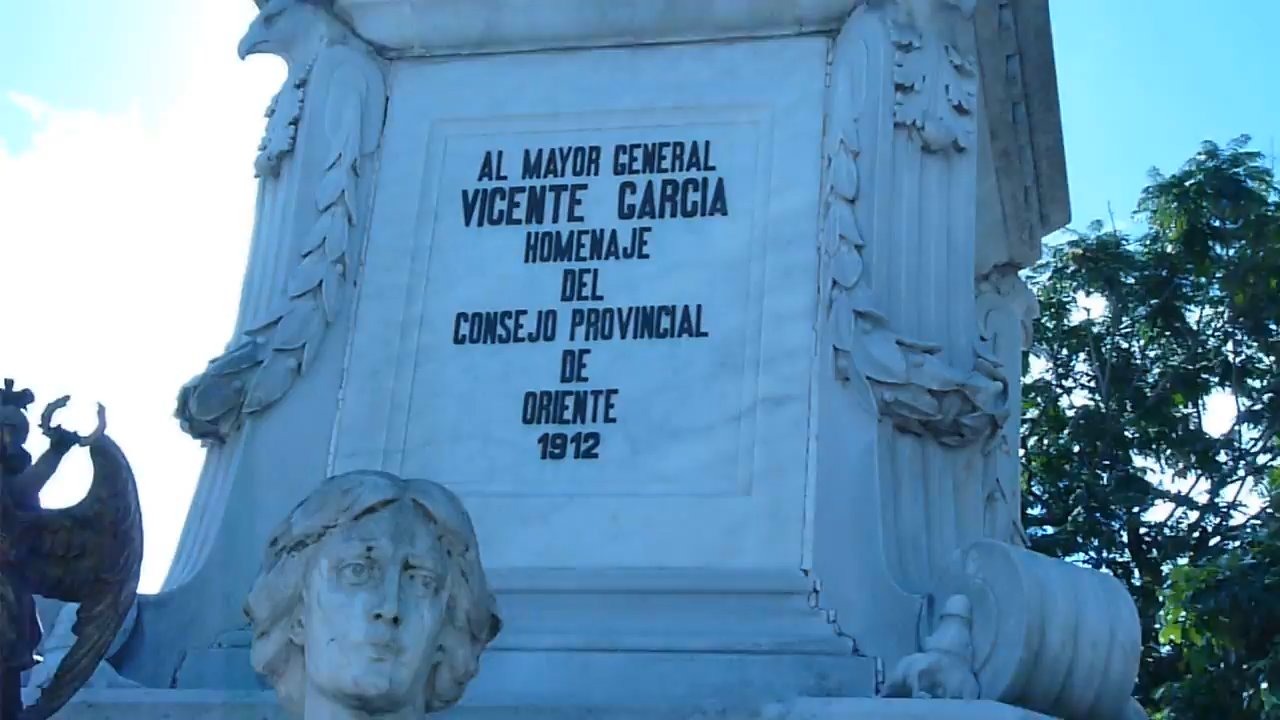 AL MAYOR GENERAL
VICENTE GARCIA
HOMENAJE
DEL
CONSEJO PROVINCIAL
DE
ORIENTE
1912